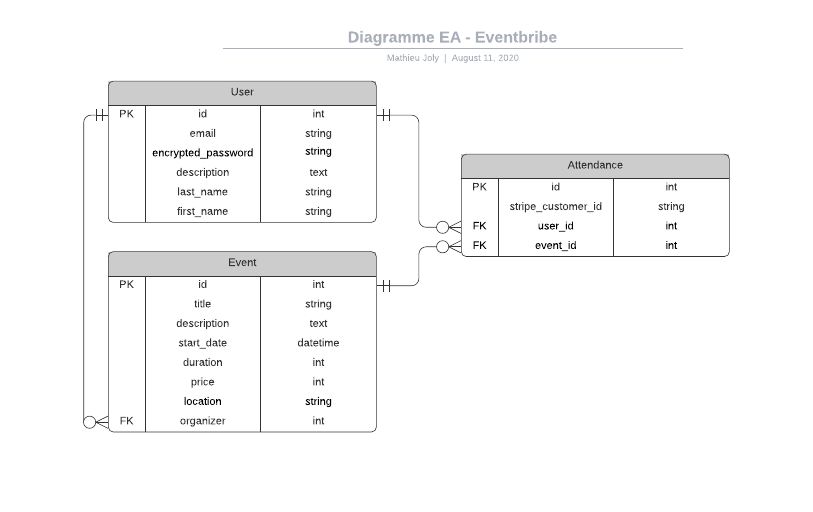 Diagramme EA - Eventbribe
Mathieu Joly | August 11, 2020
User
PK id int
email string
encrypted_password string
description text
last_name string
first_name string
Attendance
PK id int
stripe_customer_id string
FK user_id int
FK event_id int
Event
PK id int
title string
description text
start_date datetime
duration int
price int
location string
FK organizer int